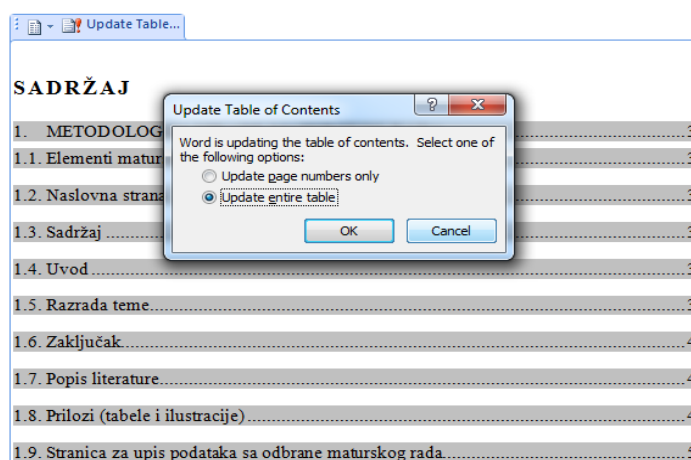 Update Table...
SADRŽAJ
Update Table of Contents
Word is updating the table of contents. Select one of
the following options:
Update page numbers only
Update entire table
OK Cancel
1. METODOLOG
1.1. Elementi matur
1.2. Naslovna strana
1.3. Sadržaj
1.4. Uvod
1.5. Razrada teme
1.6. Zaključak
1.7. Popis literature
1.8. Prilozi (tabele i ilustracije)
1.9. Stranica za upis podataka sa odbrane maturskog rada